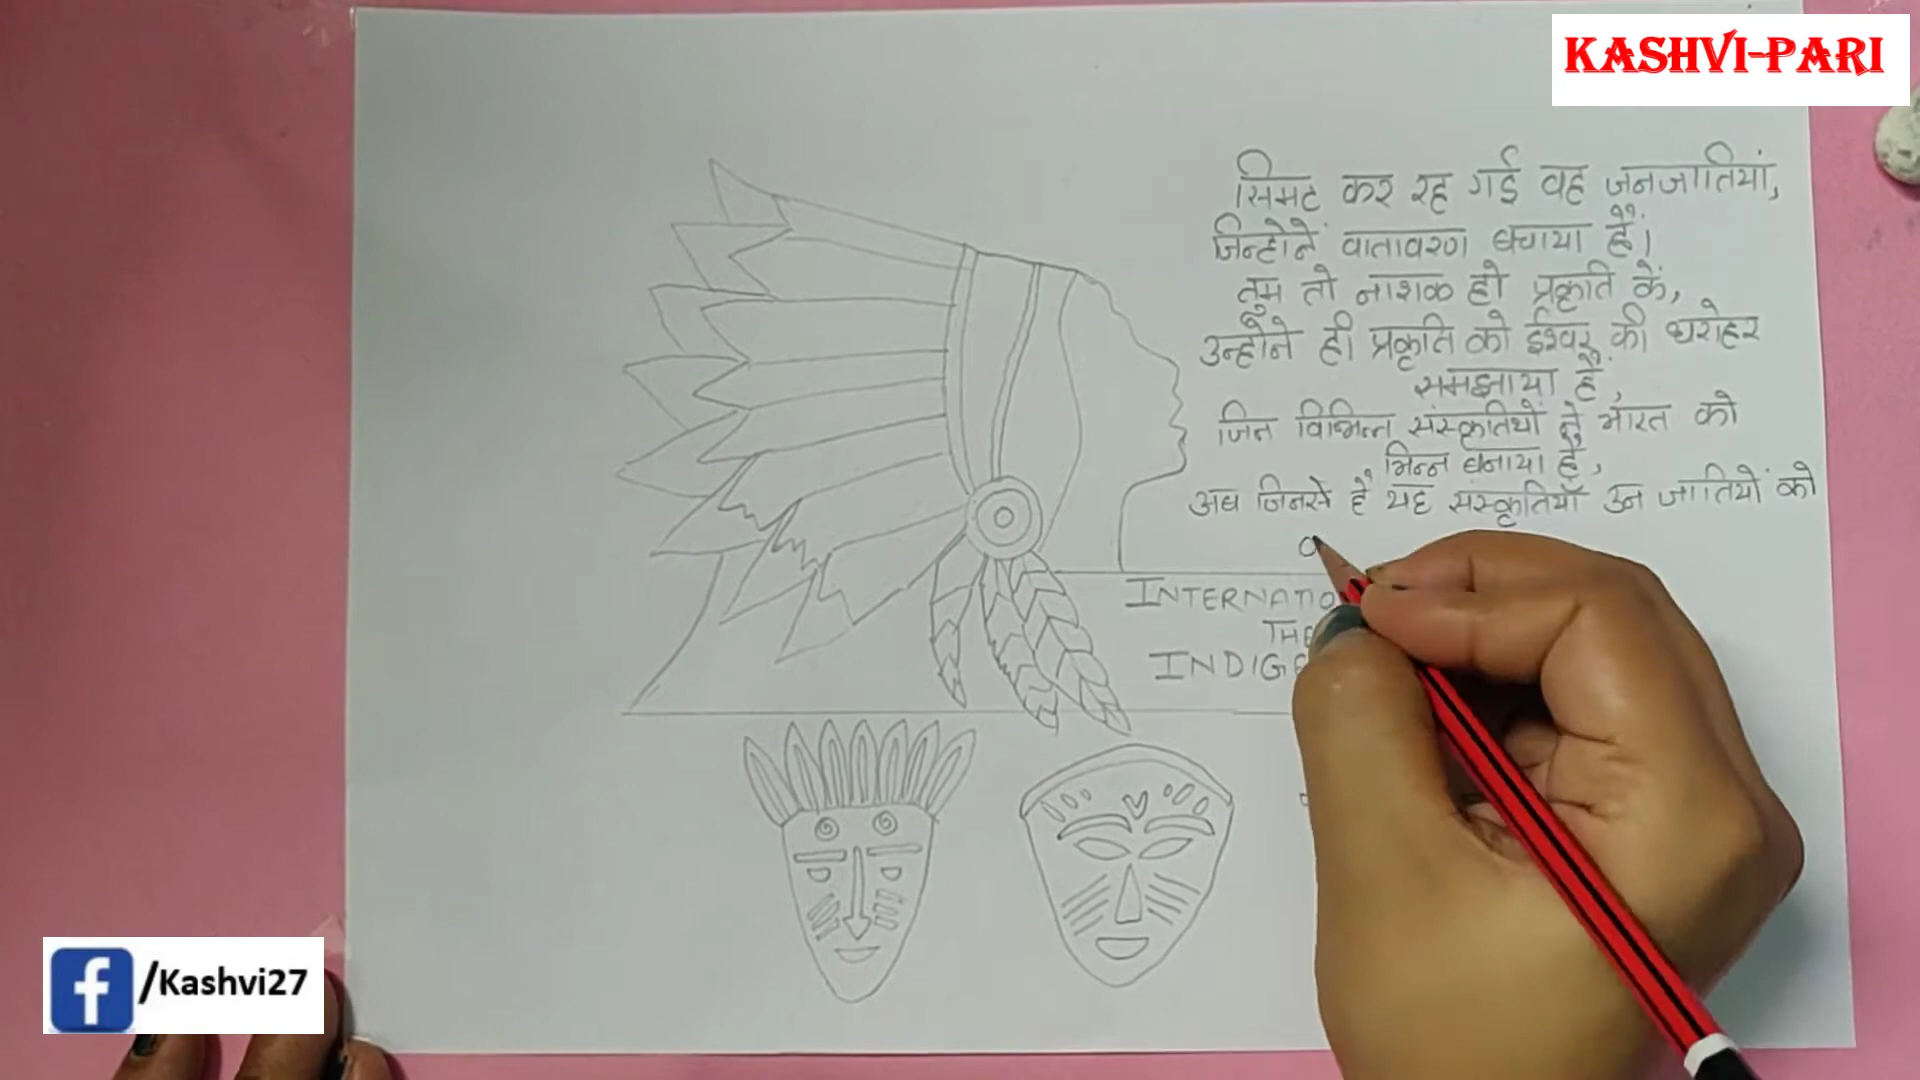 KASHVI-PARI
सिमट कर रह गई वह जनजातियां,
जिन्होनें वातावरण बचाया हैं।
तुम तो नाशक हो प्रकृति के,
उन्होने ही प्रकृति को ईश्वर की धरोहर
समझाया है,
जिन विभिन्न संस्कृतियों ने भारत को
भिन्न बनाया है,
अब जिनसे है यह संस्कृतियाँ उन जातियों को
INTERNATIO
THE
INDIGE
/Kashvi27